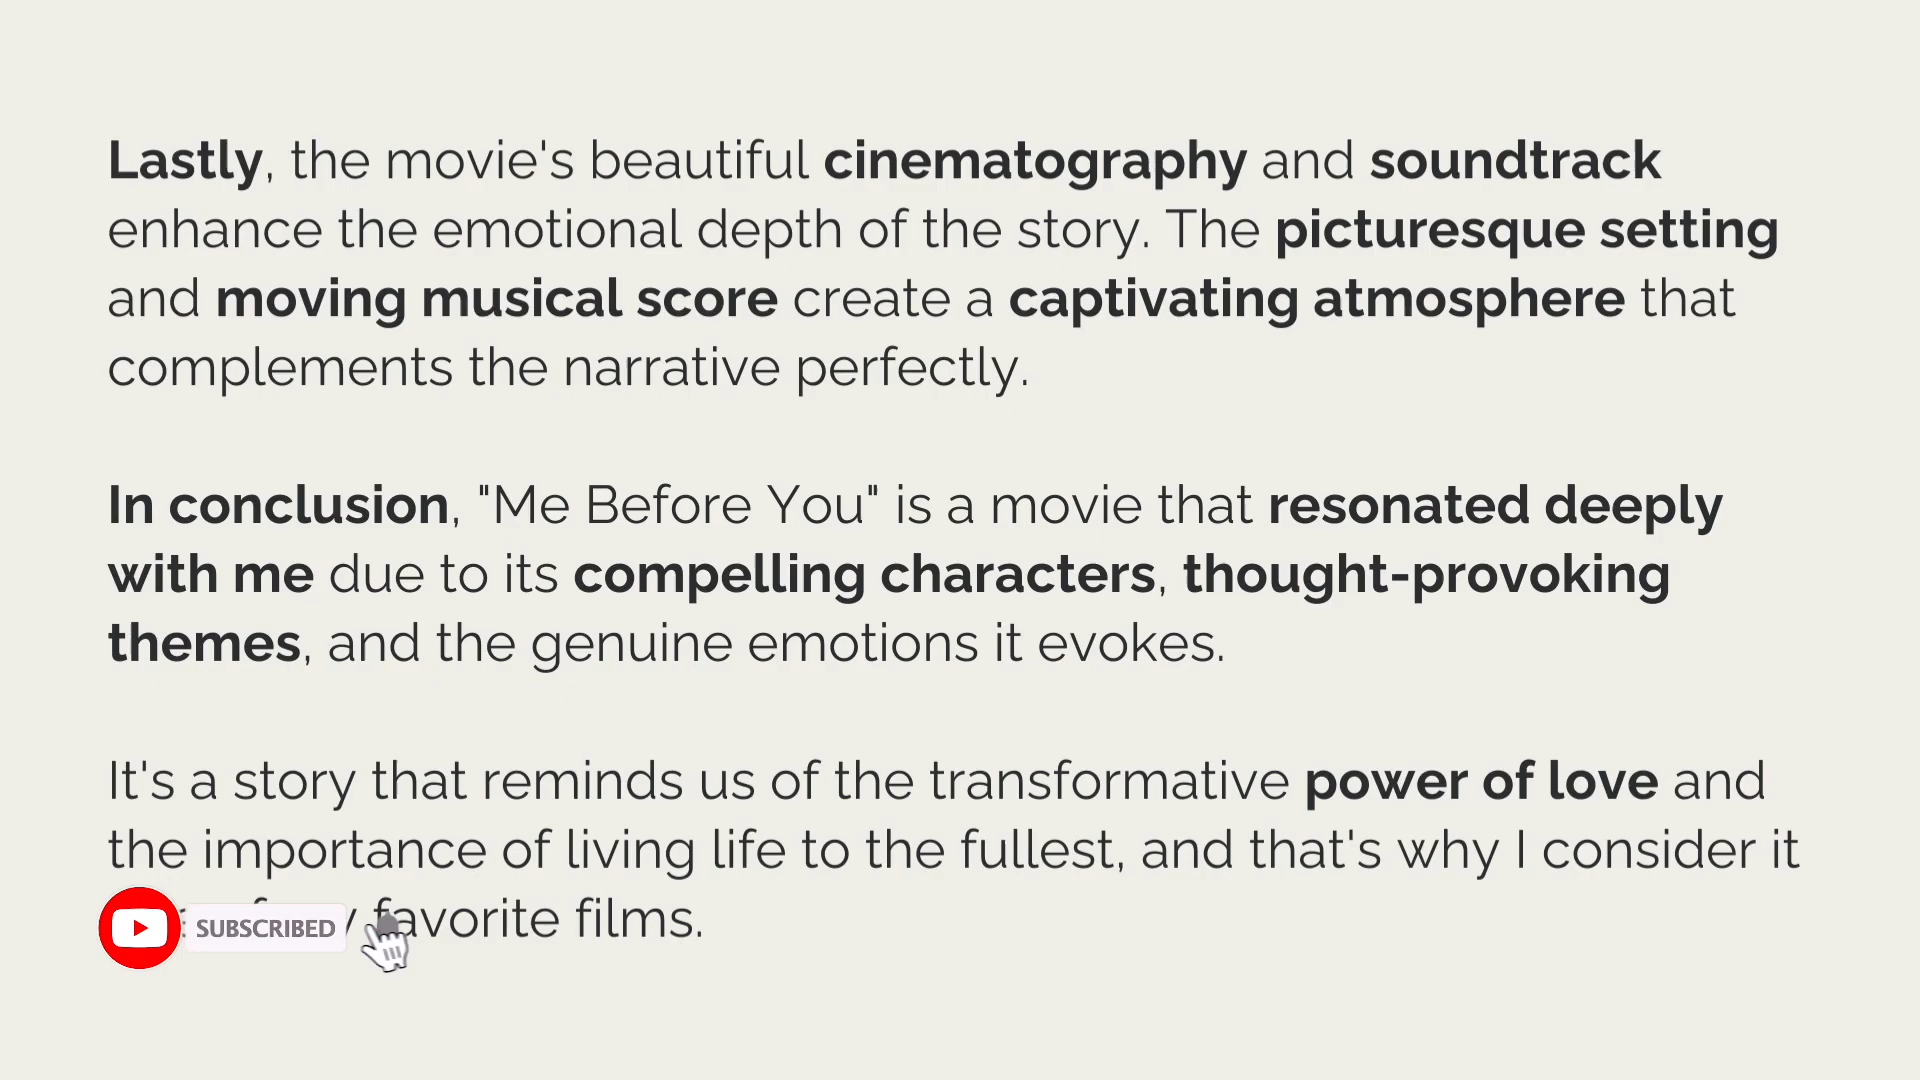 Lastly, the movie's beautiful cinematography and soundtrack
enhance the emotional depth of the story. The picturesque setting
and moving musical score create a captivating atmosphere that
complements the narrative perfectly.
In conclusion, "Me Before You" is a movie that resonated deeply
with me due to its compelling characters, thought-provoking
themes, and the genuine emotions it evokes.
It's a story that reminds us of the transformative power of love and
the importance of living life to the fullest, and that's why I consider it
favorite films.
SUBSCRIBED